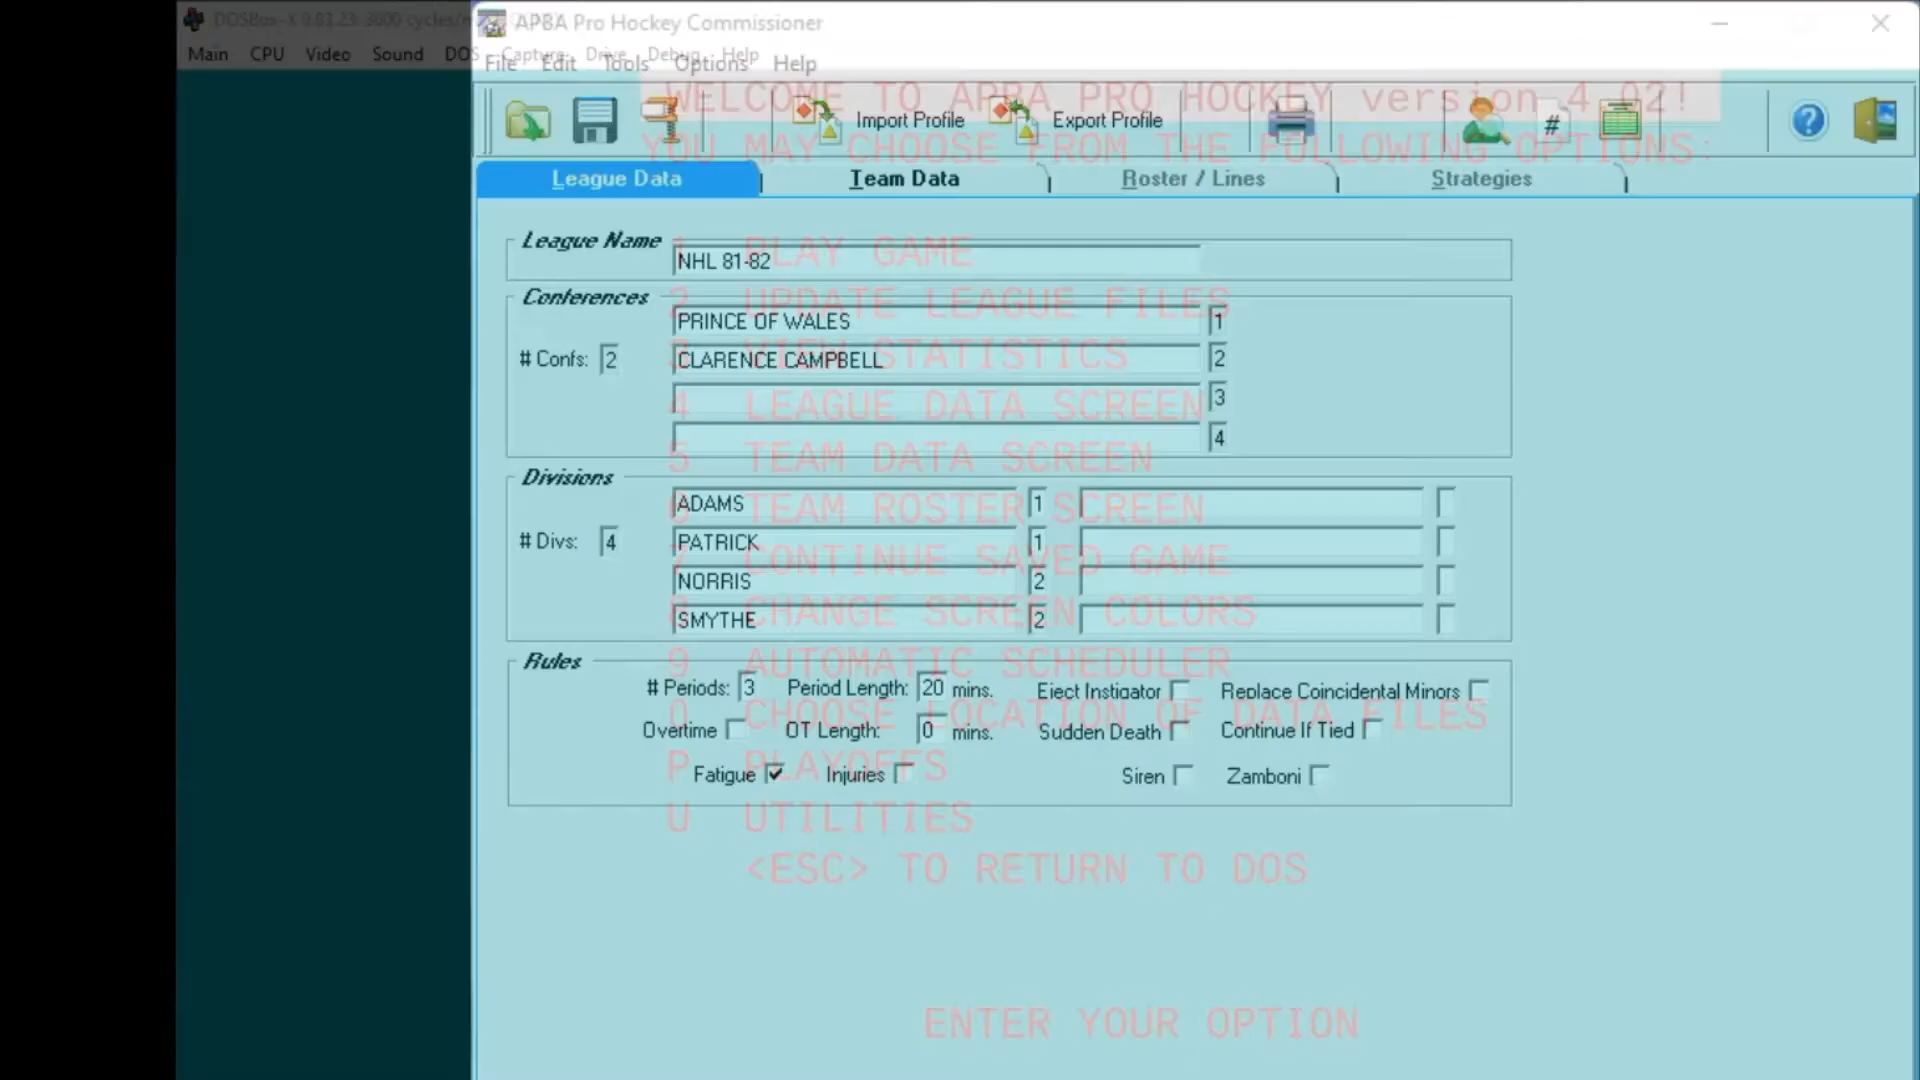 DOSBox-X 0.83.23: 3000 cycles/m
APBA Pro Hockey Commissioner
Main CPU Video Sound DOS Capture Drive Debug Help
File Edit Tools Options Help
WELCOME TO APBA PRO HOCKEY version 4.02!
Import Profile Export Profile #
YOU MAY CHOOSE FROM THE FOLLOWING OPTIONS:
League Data Team Data Roster / Lines Strategies
League Name
NHL 81-82
1 PLAY GAME
Conferences
2 UPDATE LEAGUE FILES
PRINCE OF WALES 1
# Confs: 2 CLARENCE CAMPBELL 2
3 VIEW STATISTICS
3
4 LEAGUE DATA SCREEN
4
5 TEAM DATA SCREEN
Divisions
ADAMS 1
6 TEAM ROSTER SCREEN
# Divs: 4 PATRICK 1
7 CONTINUE SAVED GAME
NORRIS 2
SMYTHE 2
8 CHANGE SCREEN COLORS
Rules
9 AUTOMATIC SCHEDULER
# Periods: 3 Period Length: 20 mins. Eject Instigator Replace Coincidental Minors
0 CHOOSE LOCATION OF DATA FILES
Overtime OT Length: 0 mins. Sudden Death Continue If Tied
P PLAYOFFS
Fatigue Injuries Siren Zamboni
U UTILITIES
<ESC> TO RETURN TO DOS
ENTER YOUR OPTION